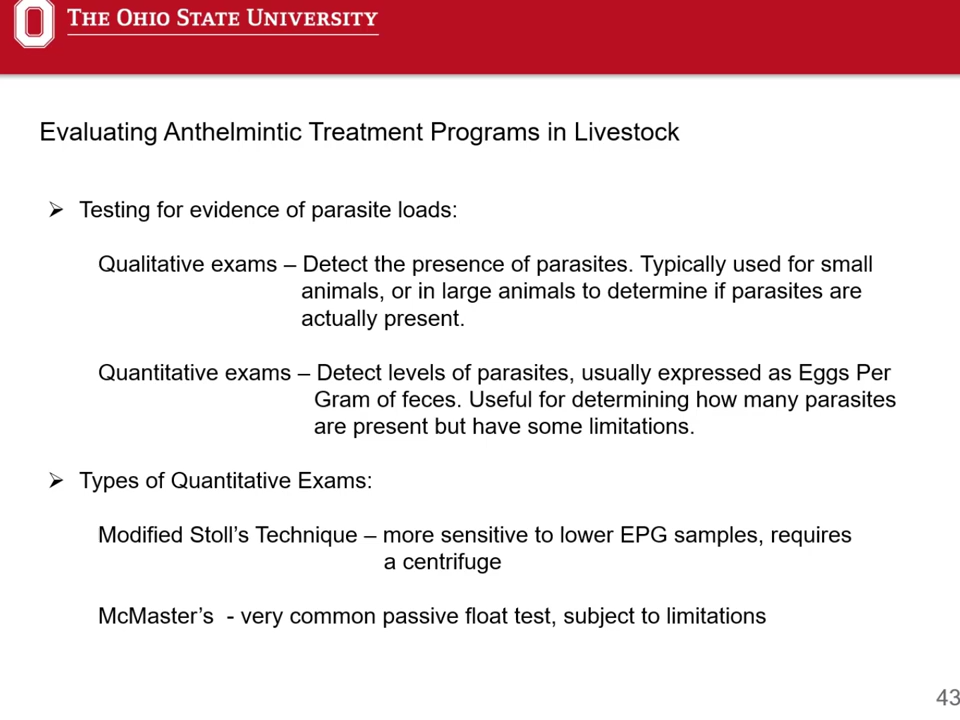 THE OHIO STATE UNIVERSITY
Evaluating Anthelmintic Treatment Programs in Livestock
➢ Testing for evidence of parasite loads:
Qualitative exams – Detect the presence of parasites. Typically used for small
animals, or in large animals to determine if parasites are
actually present.
Quantitative exams – Detect levels of parasites, usually expressed as Eggs Per
Gram of feces. Useful for determining how many parasites
are present but have some limitations.
➢ Types of Quantitative Exams:
Modified Stoll’s Technique – more sensitive to lower EPG samples, requires
a centrifuge
McMaster’s - very common passive float test, subject to limitations
43